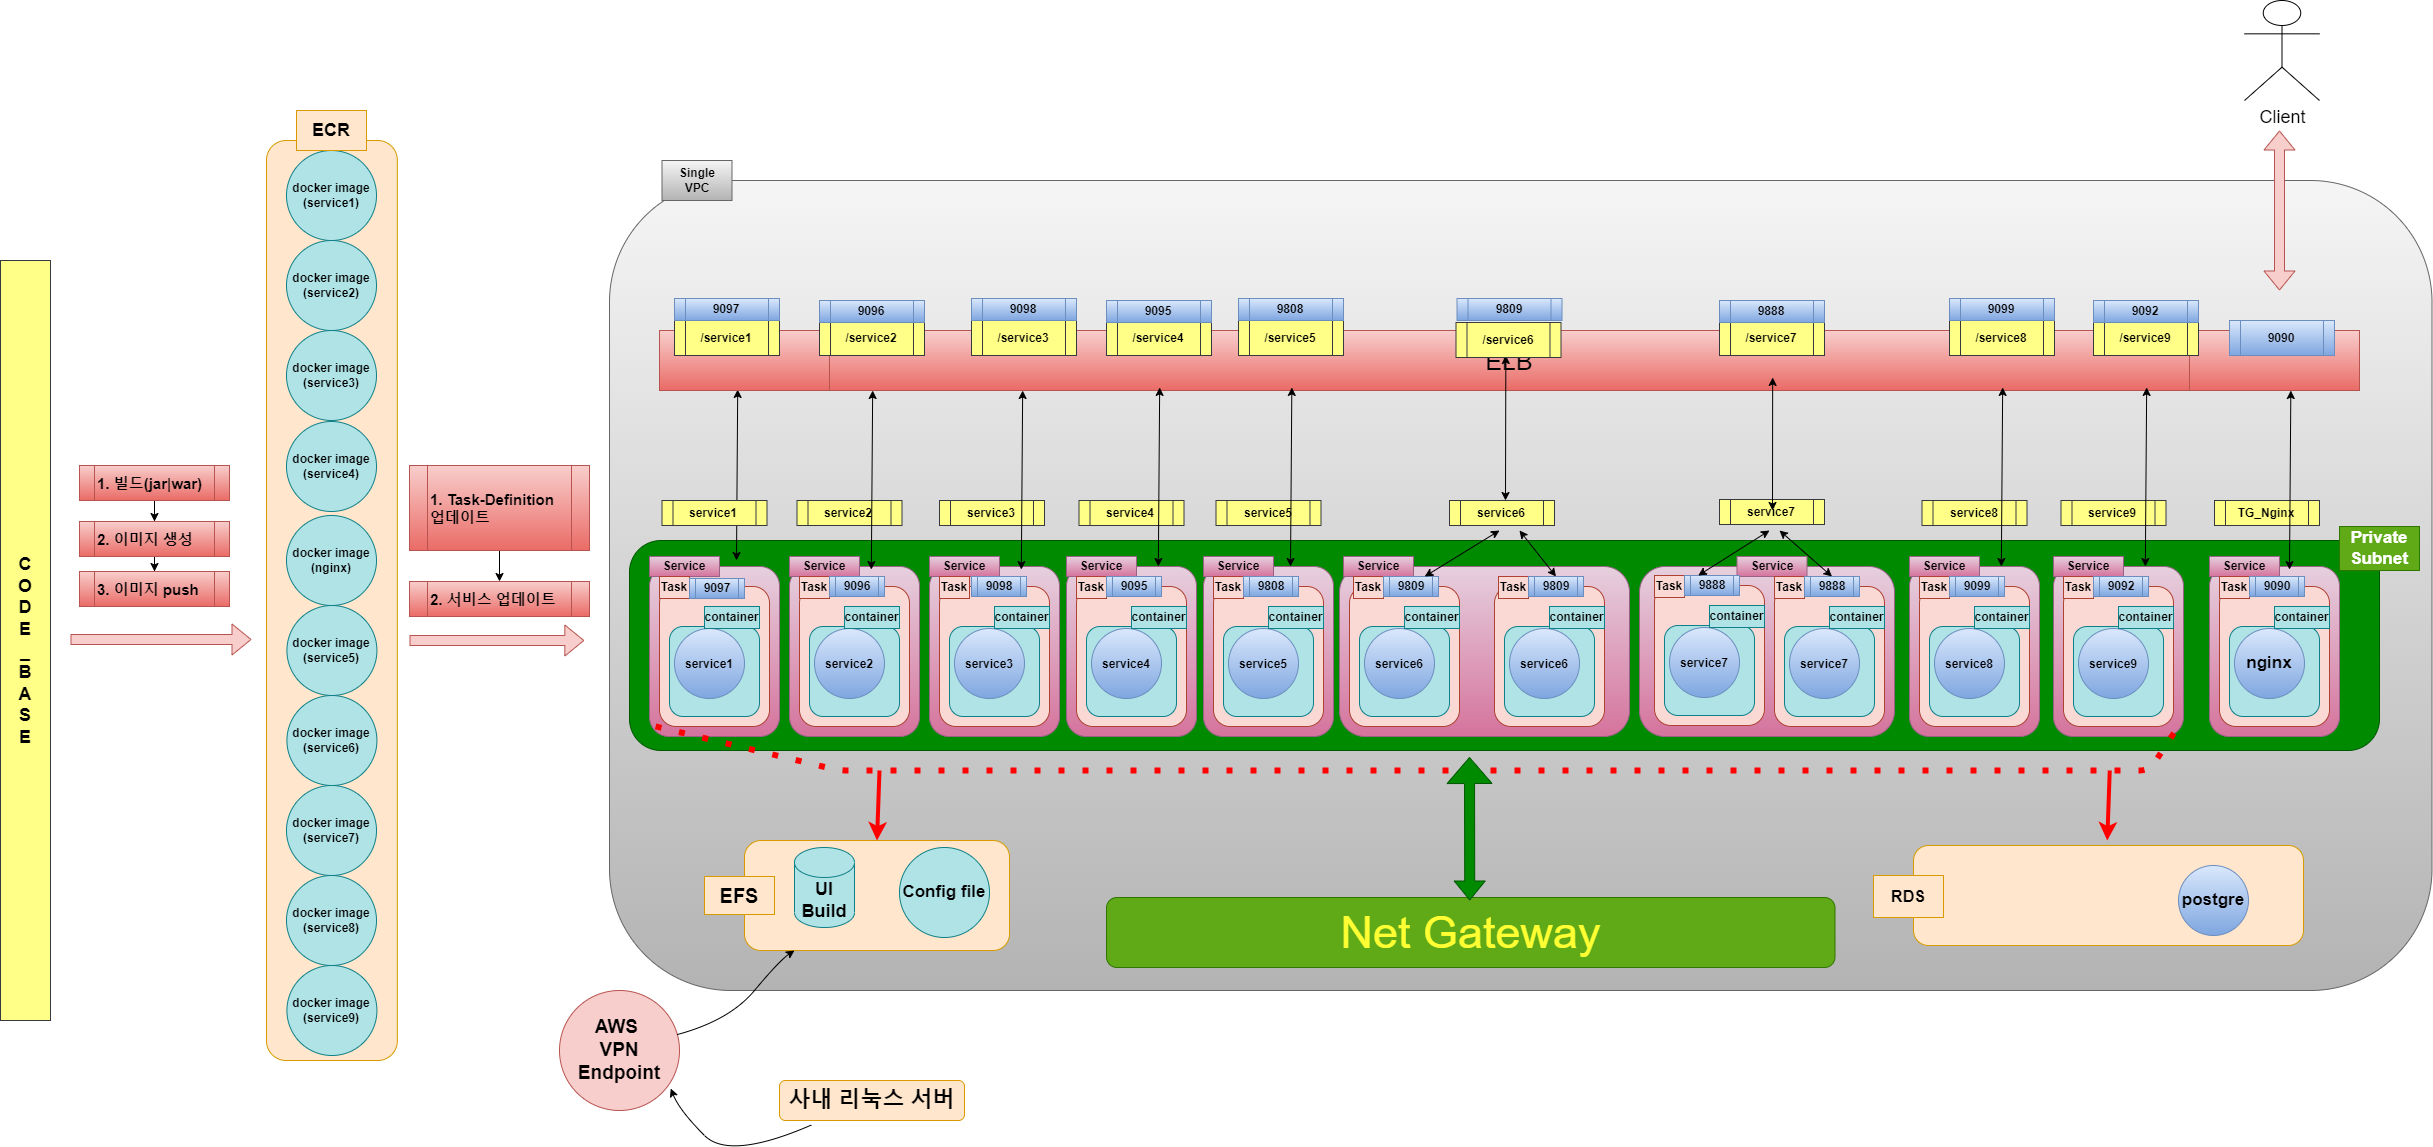 Client
ECR
docker image
(service1)
docker image
(service2)
docker image
(service3)
docker image
(service4)
docker image
(nginx)
docker image
(service5)
docker image
(service6)
docker image
(service7)
docker image
(service8)
docker image
(service9)
C
O
D
E
_
B
A
S
E
1. 빌드(jar|war)
2. 이미지 생성
3. 이미지 push
1. Task-Definition
업데이트
2. 서비스 업데이트
Single
VPC
9097
9096
9098
9095
9808
9809
9888
9099
9092
/service1
/service2
/service3
/service4
/service5
/service6
/service7
/service8
/service9
9090
ELB
service1
service2
service3
service4
service5
service6
service7
service8
service9
TG_Nginx
Private
Subnet
Service
Task
9097
container
service1
Service
Task
9096
container
service2
Service
Task
9098
container
service3
Service
Task
9095
container
service4
Service
Task
9808
container
service5
Service
Task
9809
container
service6
Task
9809
container
service6
Service
Task
9888
container
service7
Task
9888
container
service7
Service
Task
9099
container
service8
Service
Task
9092
container
service9
Service
Task
9090
container
nginx
EFS
UI
Build
Config file
Net Gateway
RDS
postgre
AWS
VPN
Endpoint
사내 리눅스 서버